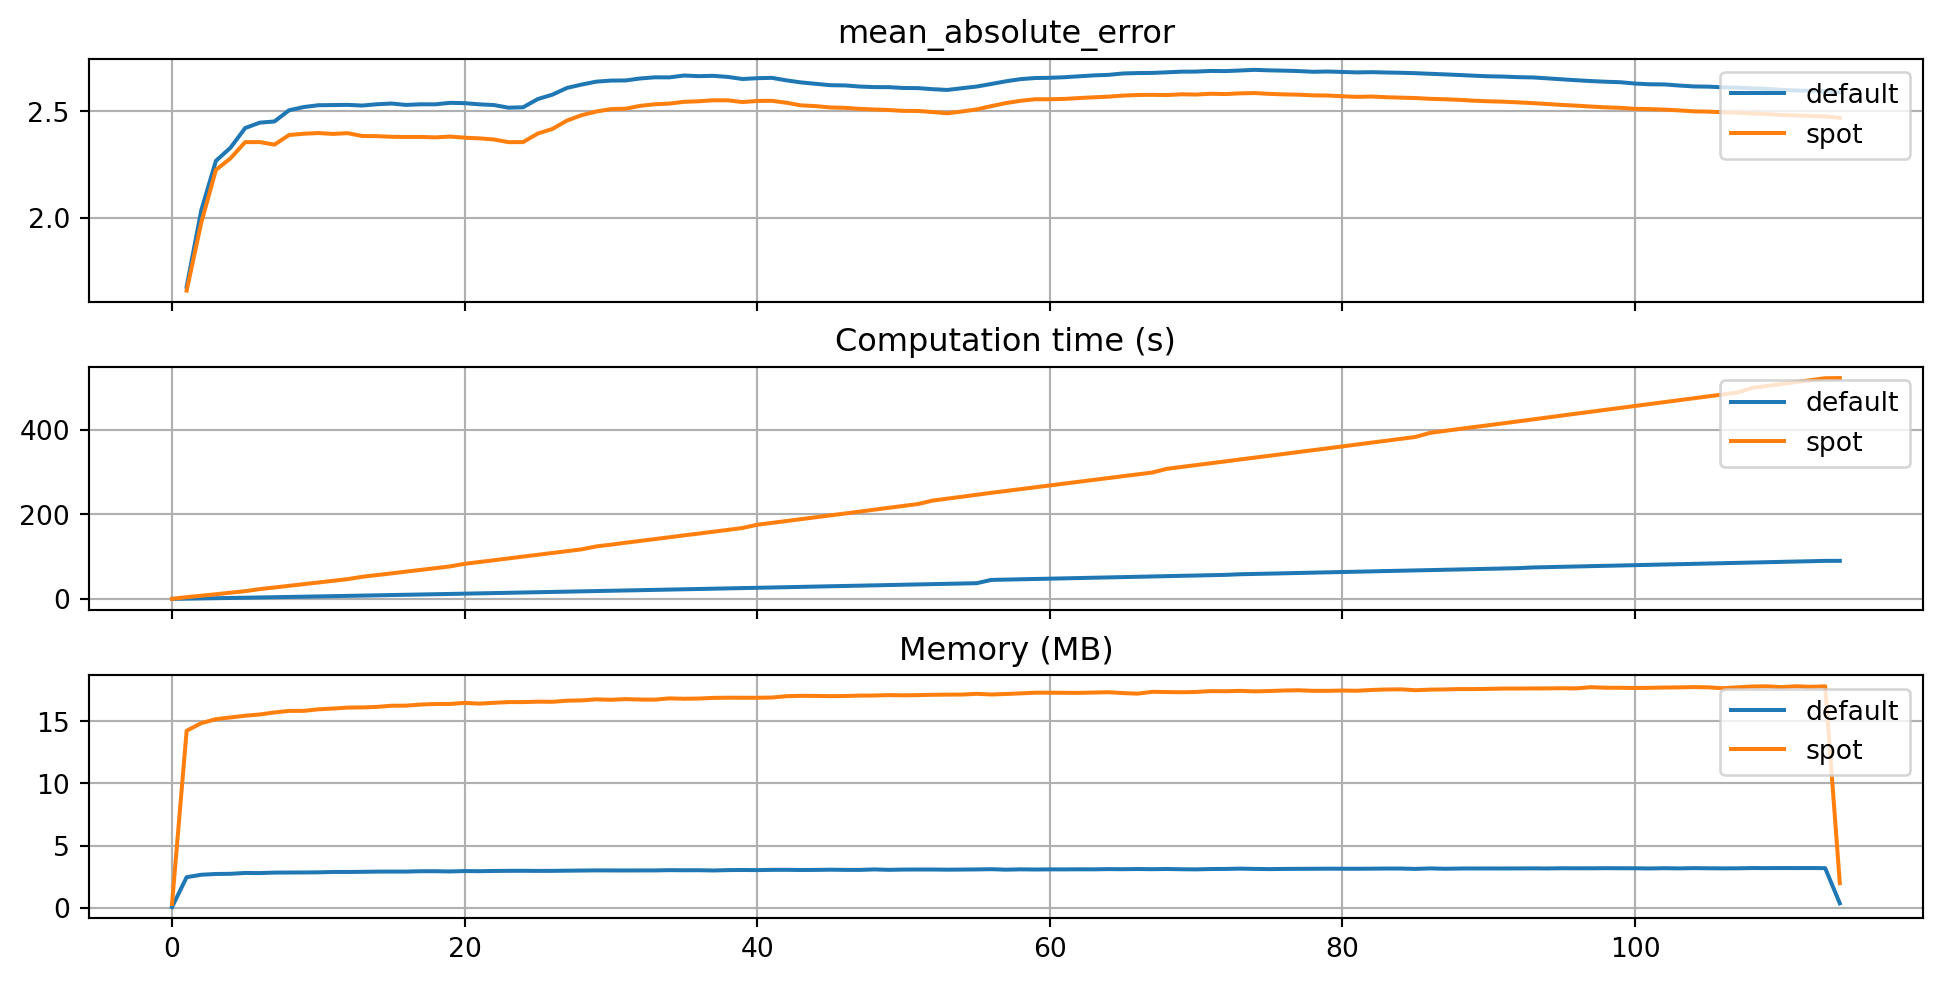 mean_absolute_error
2.5
2.0
default
spot
Computation time (s)
400
200
0
default
spot
Memory (MB)
15
10
5
0
default
spot
0 20 40 60 80 100